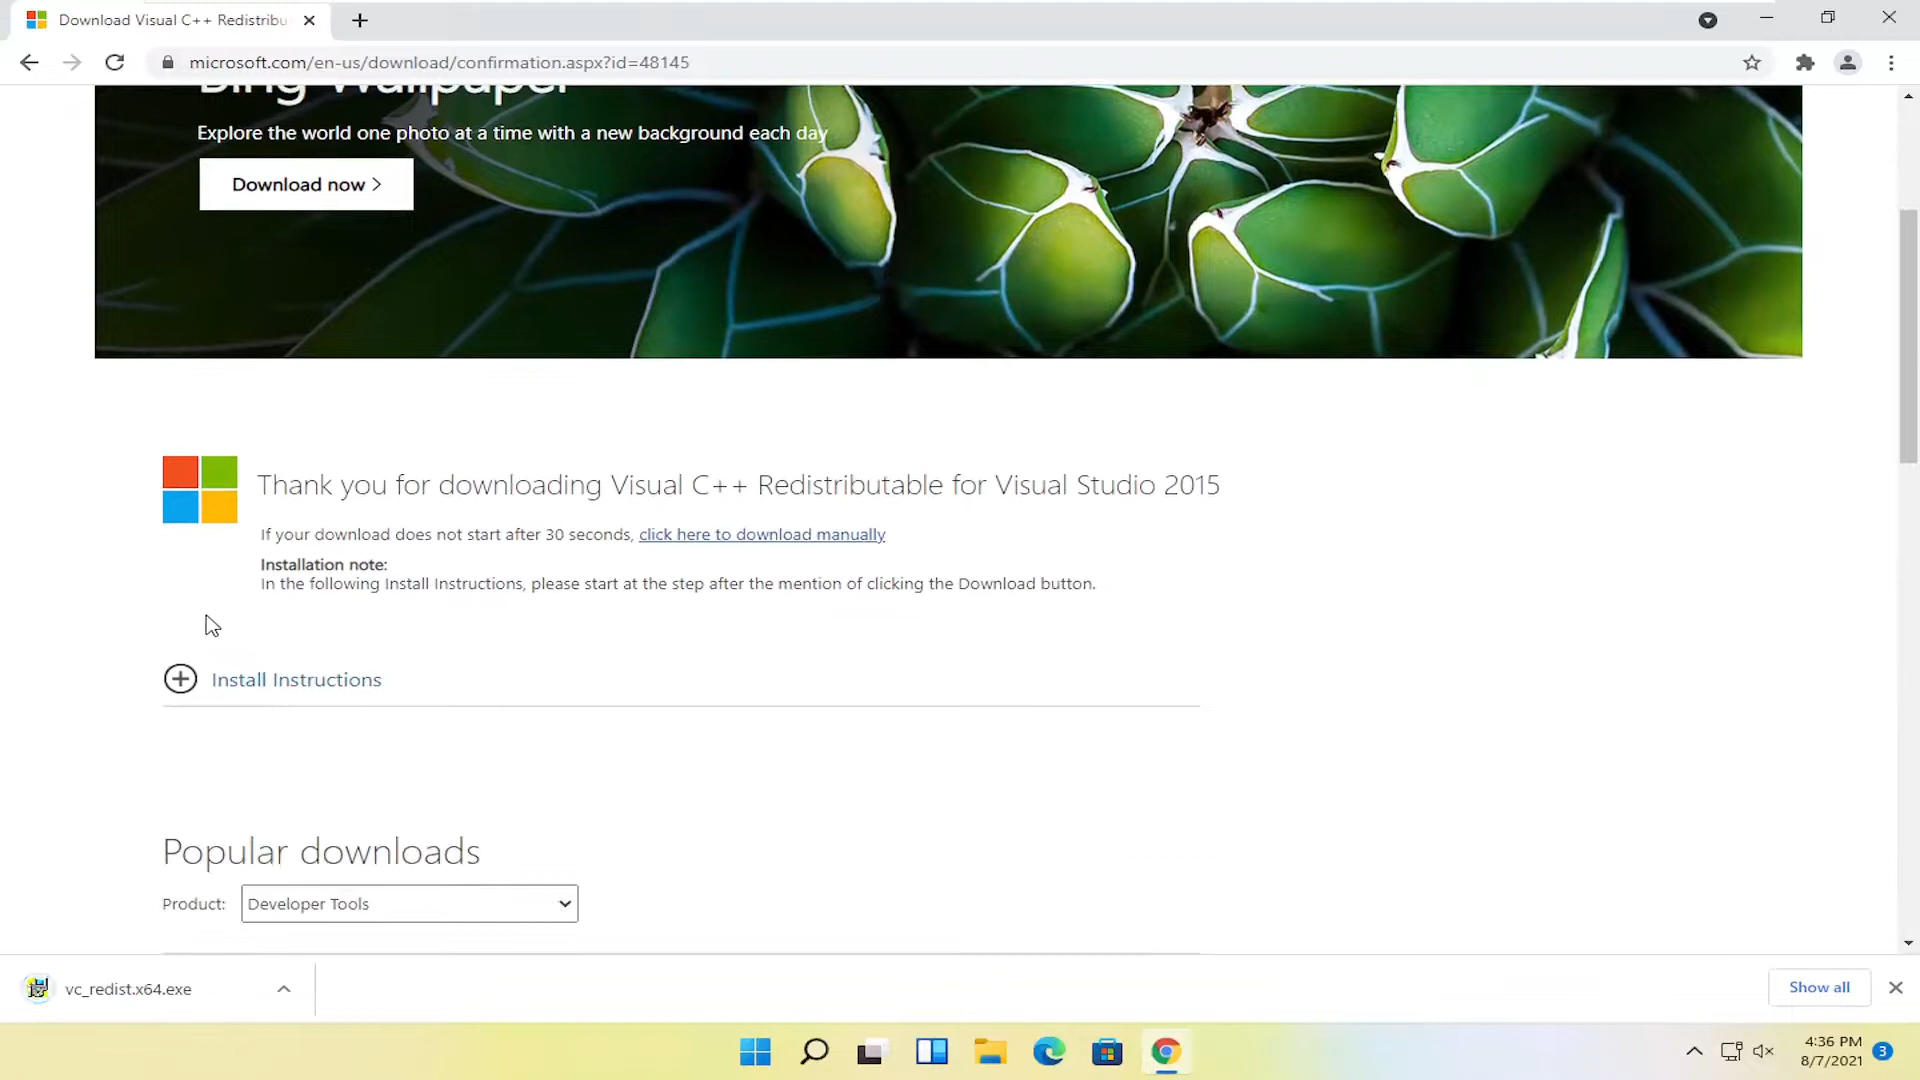 Download Visual C++ Redistribu
microsoft.com/en-us/download/confirmation.aspx?id=48145
Bing Wallpaper
Explore the world one photo at a time with a new background each day
Download now >
Thank you for downloading Visual C++ Redistributable for Visual Studio 2015
If your download does not start after 30 seconds, click here to download manually
Installation note:
In the following Install Instructions, please start at the step after the mention of clicking the Download button.
Install Instructions
Popular downloads
Product: Developer Tools
vc_redist.x64.exe
Show all
4:36 PM
8/7/2021
3